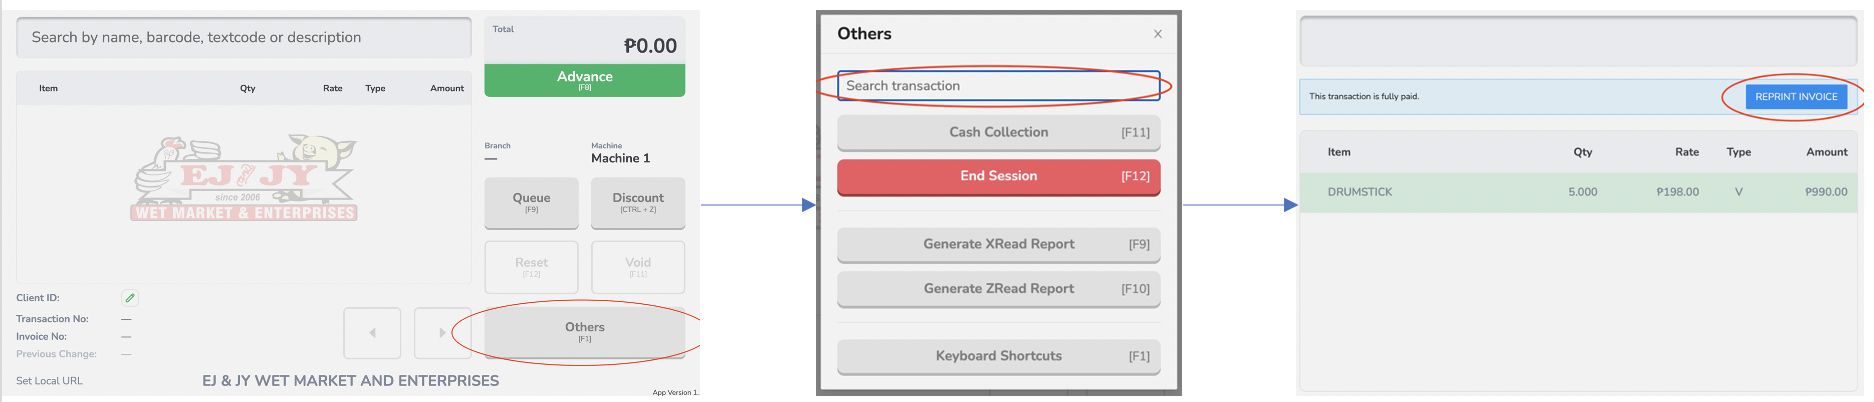 Search by name, barcode, textcode or description
Item Qty Rate Type Amount
EJ & JY
since 2006
WET MARKET & ENTERPRISES
Client ID:
Transaction No: —
Invoice No: —
Previous Change: —
Set Local URL
EJ & JY WET MARKET AND ENTERPRISES
Total
₱0.00
Advance
[F8]
Branch
—
Machine
Machine 1
Queue
[F9]
Discount
[CTRL + Z]
Reset
[F12]
Void
[F11]
Others
[F1]
App Version 1.
Others
Search transaction
Cash Collection [F11]
End Session [F12]
Generate XRead Report [F9]
Generate ZRead Report [F10]
Keyboard Shortcuts [F1]
This transaction is fully paid.
REPRINT INVOICE
Item Qty Rate Type Amount
DRUMSTICK 5.000 ₱198.00 V ₱990.00